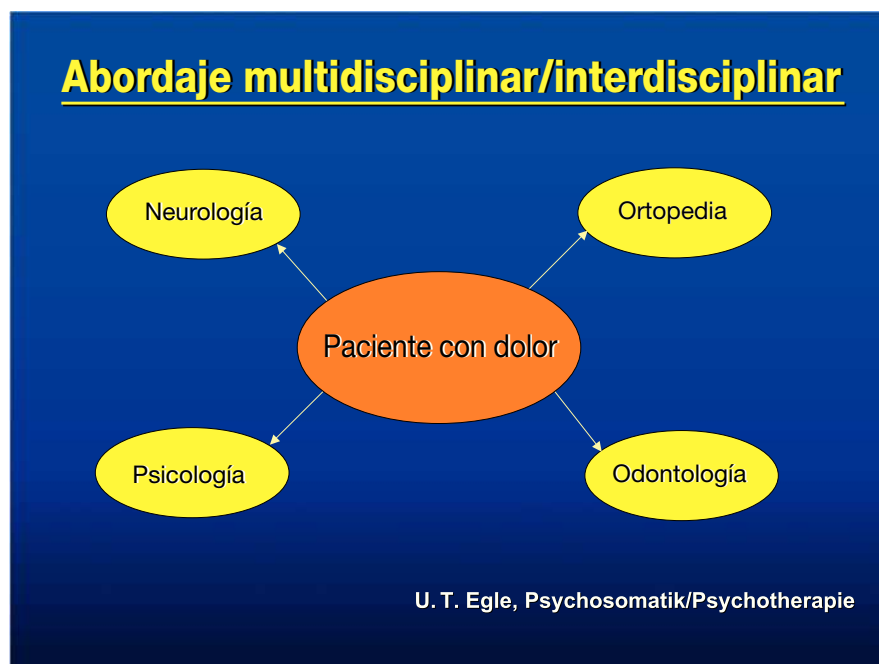 Abordaje multidisciplinar/interdisciplinar
Neurología
Ortopedia
Paciente con dolor
Psicología
Odontología
U. T. Egle, Psychosomatik/Psychotherapie